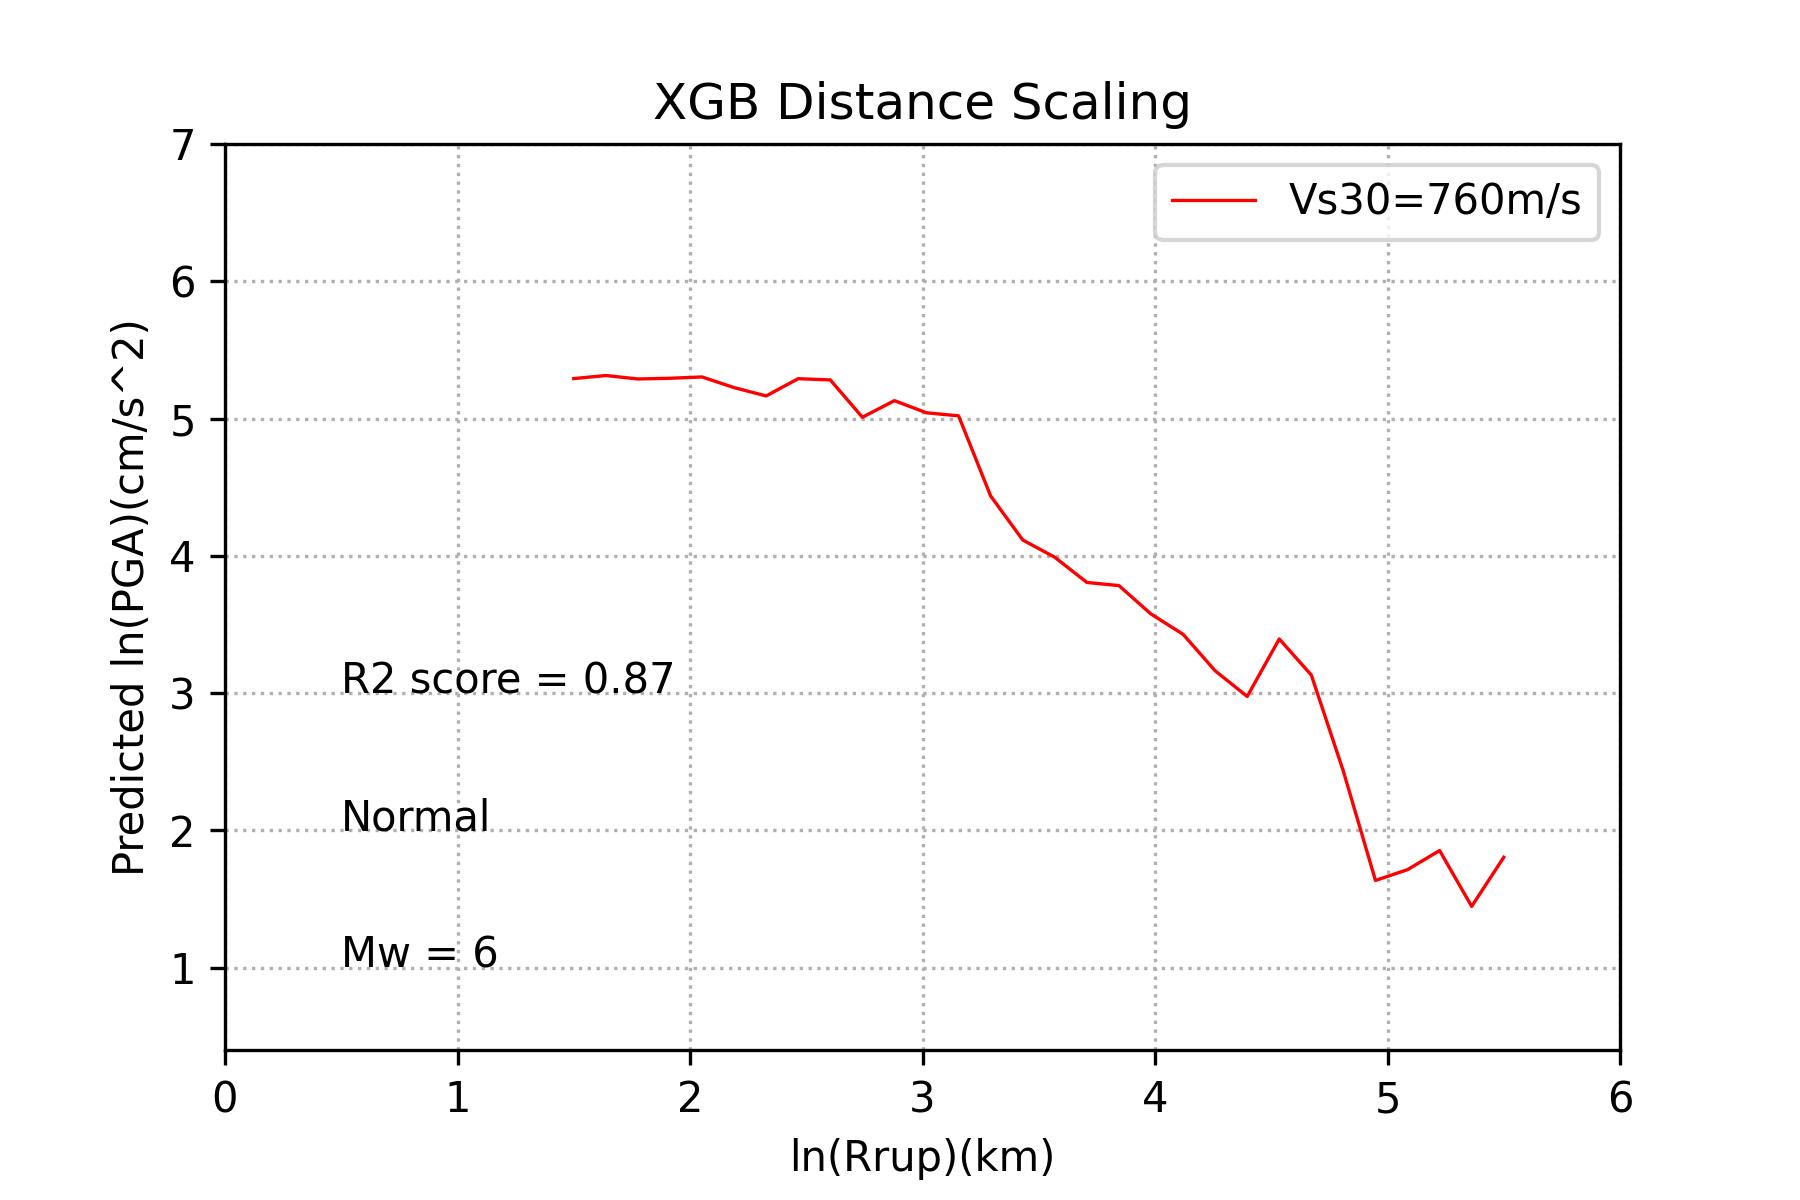 XGB Distance Scaling
Vs30=760m/s
7
6
5
4
3
2
1
Predicted ln(PGA)(cm/s^2)
R2 score = 0.87
Normal
Mw = 6
0 1 2 3 4 5 6
ln(Rrup)(km)